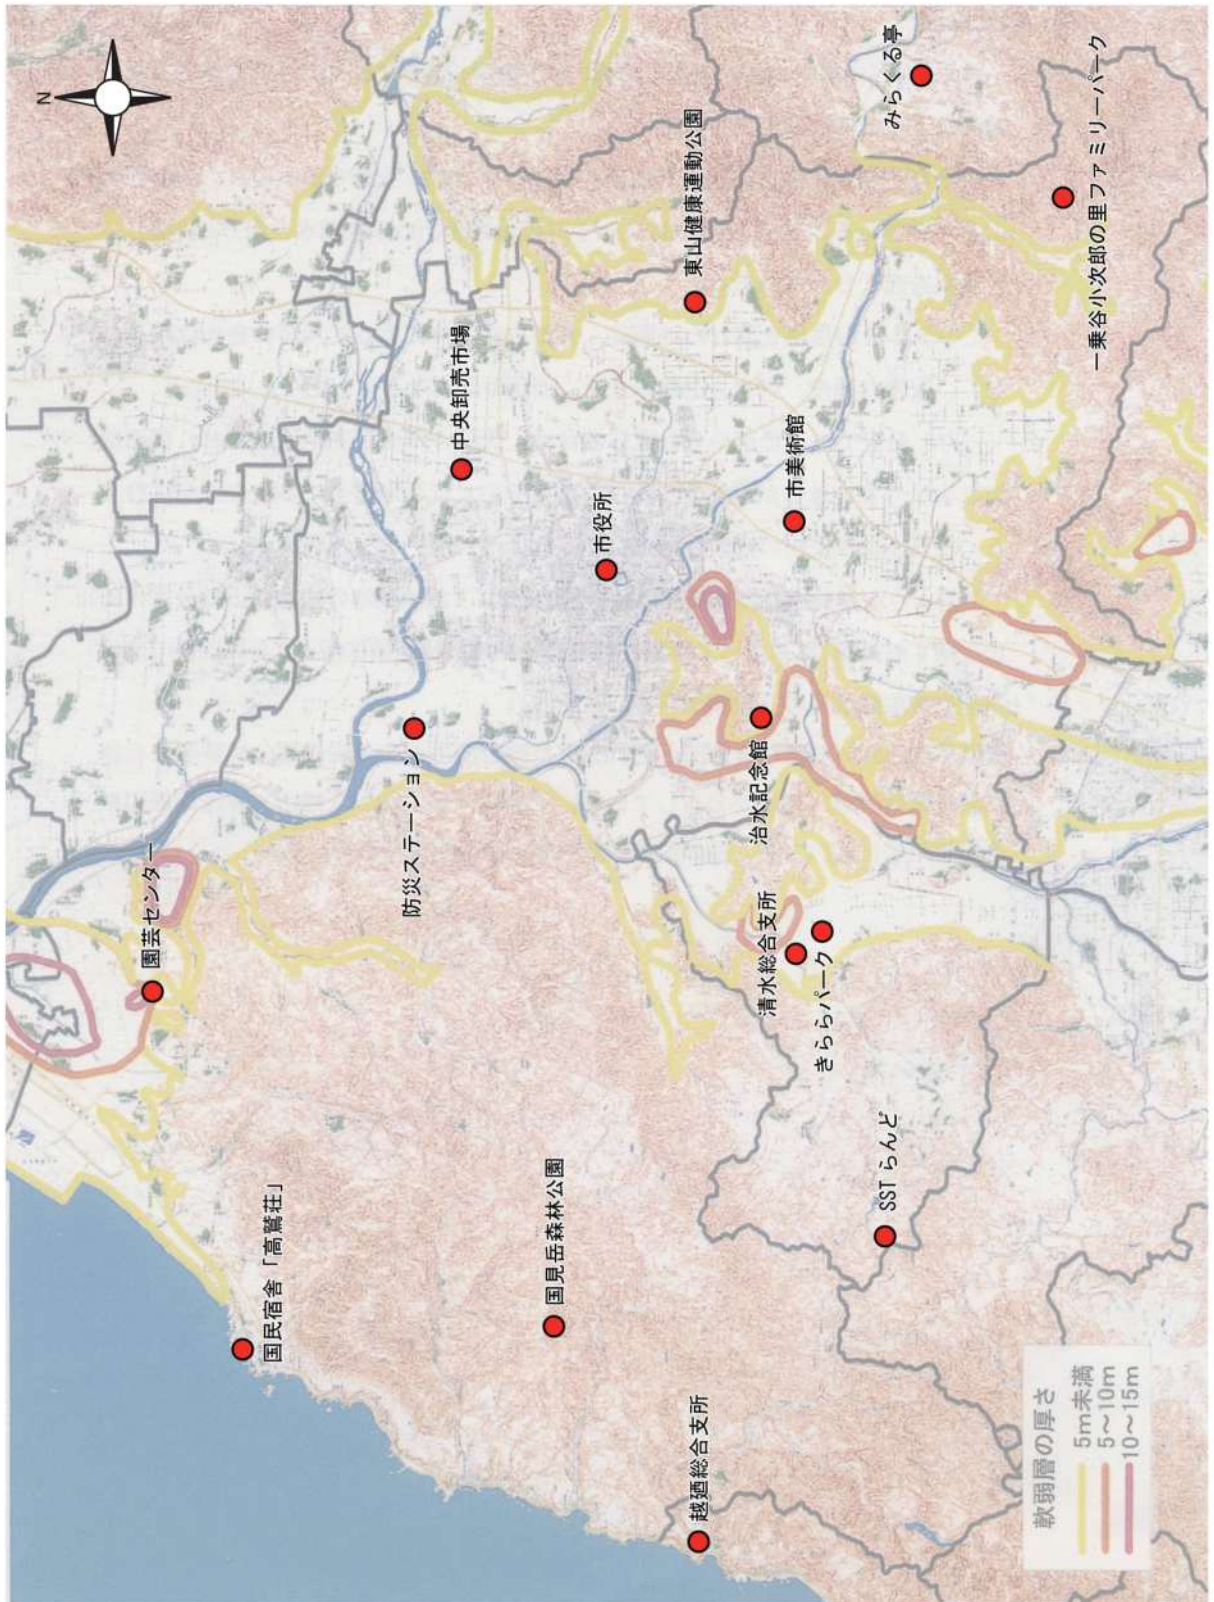 N
みらくる亭
一乗谷小次郎の里ファミリーパーク
東山健康運動公園
中央卸売市場
市美術館
市役所
防災ステーション
治水記念館
園芸センター
清水総合支所
きららパーク
SSTらんど
国民宿舎「高鷲荘」
国見岳森林公園
越廼総合支所
軟弱層の厚さ
5m未満
5～10m
10～15m